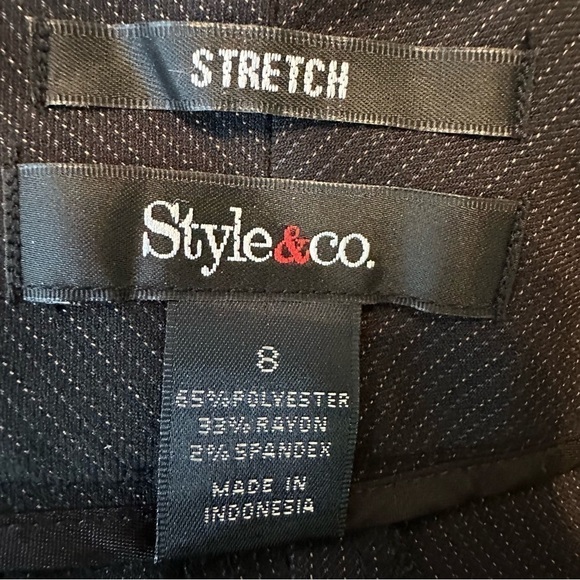 STRETCH
Style&co.
8
65% POLYESTER
33% RAYON
2% SPANDEX
MADE IN
INDONESIA